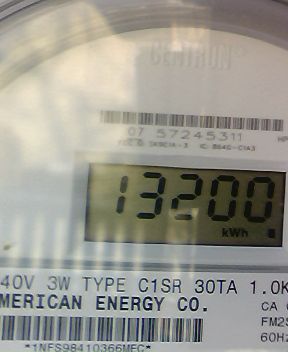 CENTRON®
07 57245311
13200
kWh
40V 3W TYPE C1SR 30TA 1.0K
MERICAN ENERGY CO.
CA
FM2S
60Hz
*1NFS98410366MFC*